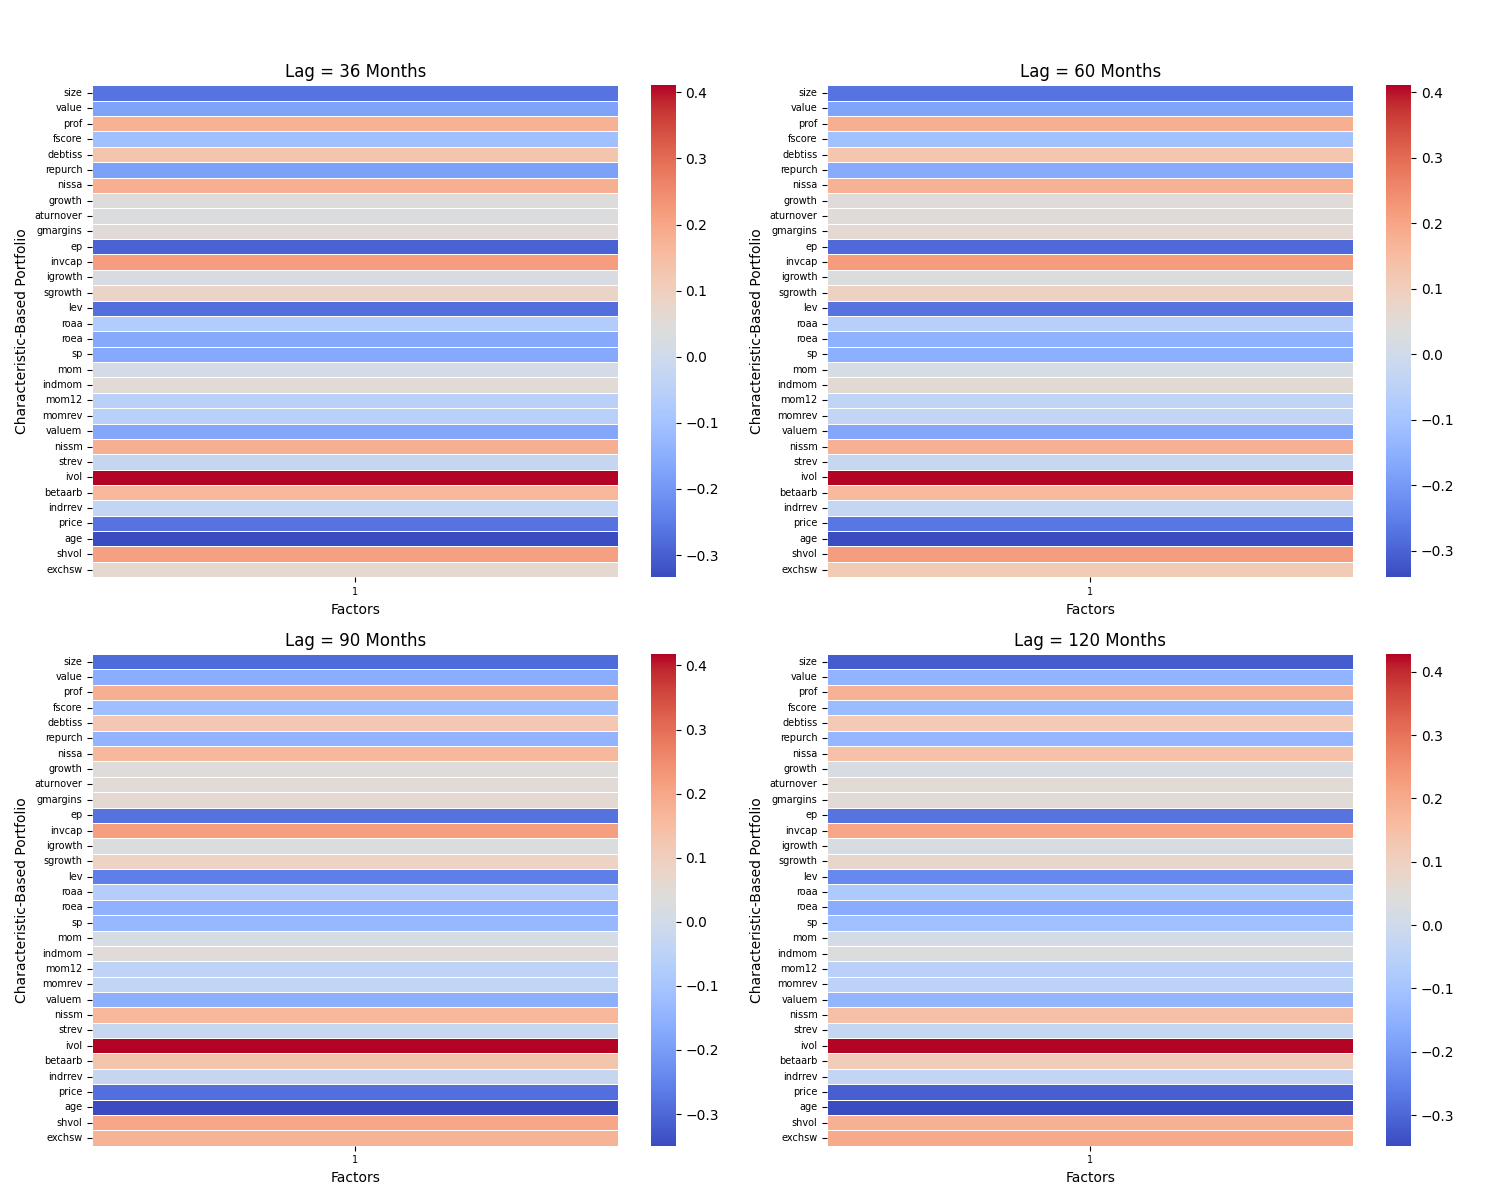 Lag = 36 Months
Characteristic-Based Portfolio
size
value
prof
fscore
debtiss
repurch
nissa
growth
aturnover
gmargins
ep
invcap
igrowth
sgrowth
lev
roaa
roea
sp
mom
indmom
mom12
momrev
valuem
nissm
strev
ivol
betaarb
indrrev
price
age
shvol
exchsw
1
Factors
0.4
0.3
0.2
0.1
0.0
−0.1
−0.2
−0.3
Lag = 60 Months
Characteristic-Based Portfolio
size
value
prof
fscore
debtiss
repurch
nissa
growth
aturnover
gmargins
ep
invcap
igrowth
sgrowth
lev
roaa
roea
sp
mom
indmom
mom12
momrev
valuem
nissm
strev
ivol
betaarb
indrrev
price
age
shvol
exchsw
1
Factors
0.4
0.3
0.2
0.1
0.0
−0.1
−0.2
−0.3
Lag = 90 Months
Characteristic-Based Portfolio
size
value
prof
fscore
debtiss
repurch
nissa
growth
aturnover
gmargins
ep
invcap
igrowth
sgrowth
lev
roaa
roea
sp
mom
indmom
mom12
momrev
valuem
nissm
strev
ivol
betaarb
indrrev
price
age
shvol
exchsw
1
Factors
0.4
0.3
0.2
0.1
0.0
−0.1
−0.2
−0.3
Lag = 120 Months
Characteristic-Based Portfolio
size
value
prof
fscore
debtiss
repurch
nissa
growth
aturnover
gmargins
ep
invcap
igrowth
sgrowth
lev
roaa
roea
sp
mom
indmom
mom12
momrev
valuem
nissm
strev
ivol
betaarb
indrrev
price
age
shvol
exchsw
1
Factors
0.4
0.3
0.2
0.1
0.0
−0.1
−0.2
−0.3